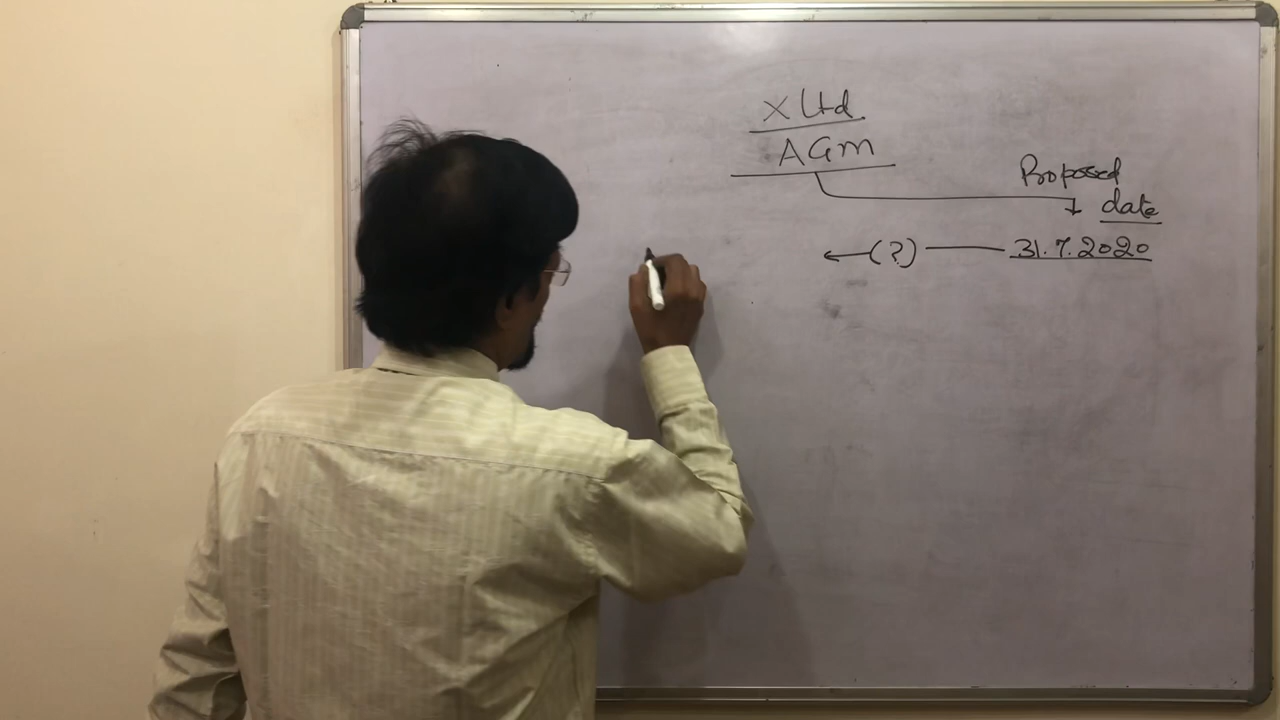 X Ltd
AGM
Proposed
date
←(?) 31.7.2020